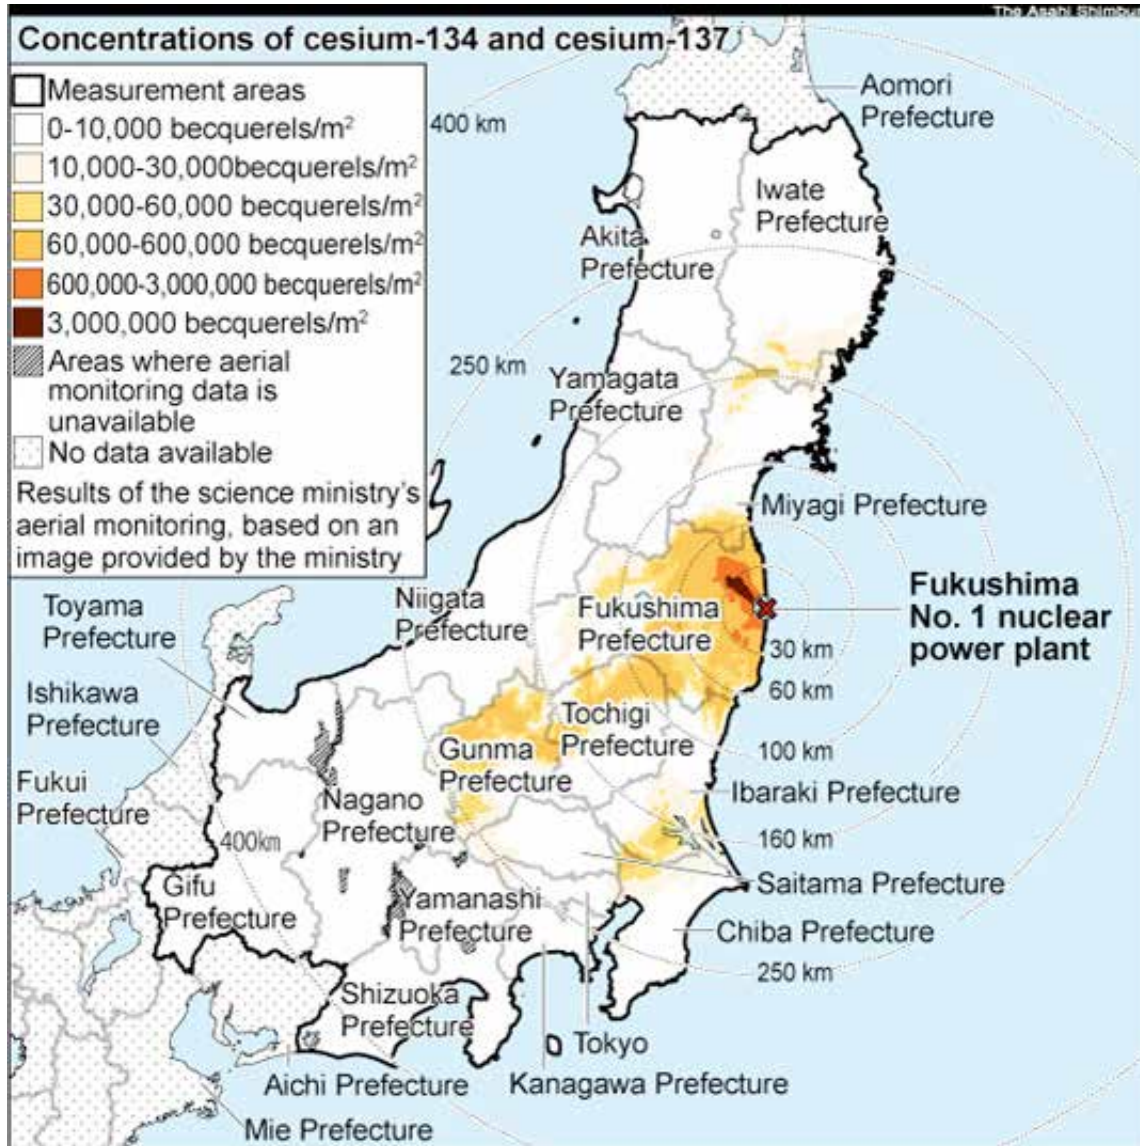 The Asahi Shimbun
Concentrations of cesium-134 and cesium-137
Measurement areas
0-10,000 becquerels/m²
10,000-30,000becquerels/m²
30,000-60,000 becquerels/m²
60,000-600,000 becquerels/m²
600,000-3,000,000 becquerels/m²
3,000,000 becquerels/m²
Areas where aerial
monitoring data is
unavailable
No data available
Results of the science ministry's
aerial monitoring, based on an
image provided by the ministry
400 km
Aomori
Prefecture
Iwate
Prefecture
Akita
Prefecture
250 km
Yamagata
Prefecture
Miyagi Prefecture
Niigata
Prefecture
Fukushima
Prefecture
Fukushima
No. 1 nuclear
power plant
30 km
60 km
100 km
160 km
250 km
Toyama
Prefecture
Ishikawa
Prefecture
Fukui
Prefecture
Tochigi
Prefecture
Gunma
Prefecture
Nagano
Prefecture
Ibaraki Prefecture
400km
Gifu
Prefecture
Yamanashi
Prefecture
Saitama Prefecture
Chiba Prefecture
Shizuoka
Prefecture
Tokyo
Aichi Prefecture
Kanagawa Prefecture
Mie Prefecture